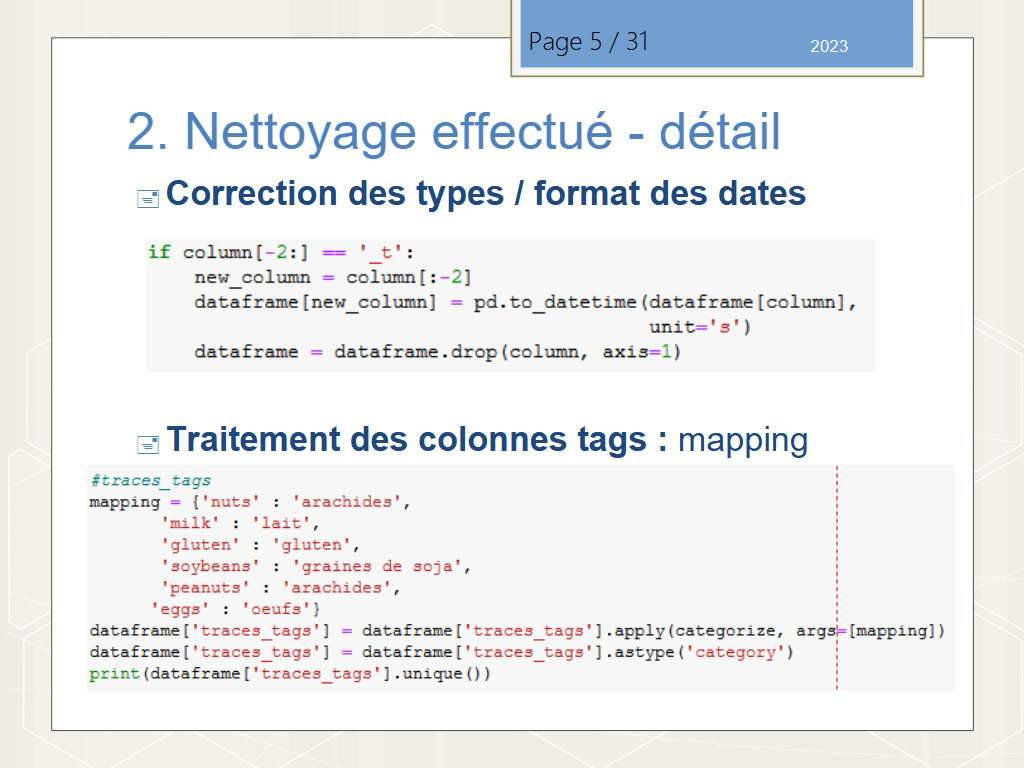 Page 5 / 31
2023
2. Nettoyage effectué - détail
Correction des types / format des dates
if column[-2:] == '_t':
    new_column = column[:-2]
    dataframe[new_column] = pd.to_datetime(dataframe[column],
                                           unit='s')
    dataframe = dataframe.drop(column, axis=1)
Traitement des colonnes tags : mapping
#traces_tags
mapping = {'nuts' : 'arachides',
      'milk' : 'lait',
      'gluten' : 'gluten',
      'soybeans' : 'graines de soja',
      'peanuts' : 'arachides',
     'eggs' : 'oeufs'}
dataframe['traces_tags'] = dataframe['traces_tags'].apply(categorize, args=[mapping])
dataframe['traces_tags'] = dataframe['traces_tags'].astype('category')
print(dataframe['traces_tags'].unique())